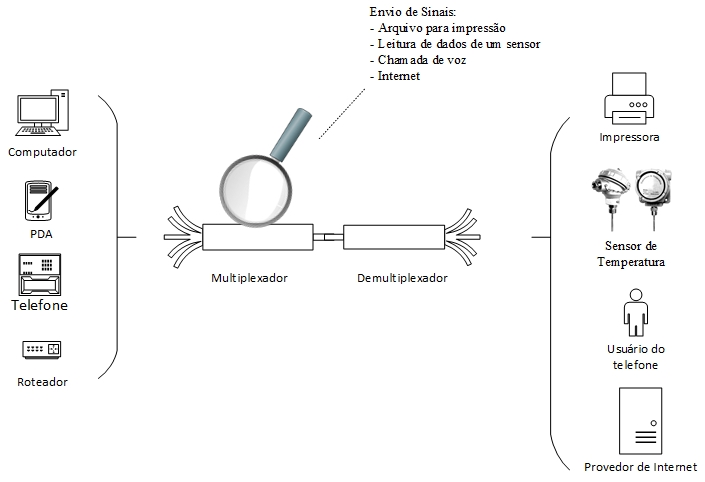 Envio de Sinais:
- Arquivo para impressão
- Leitura de dados de um sensor
- Chamada de voz
- Internet
Computador
PDA
Telefone
Roteador
Multiplexador
Demultiplexador
Impressora
Sensor de
Temperatura
Usuário do
telefone
Provedor de Internet